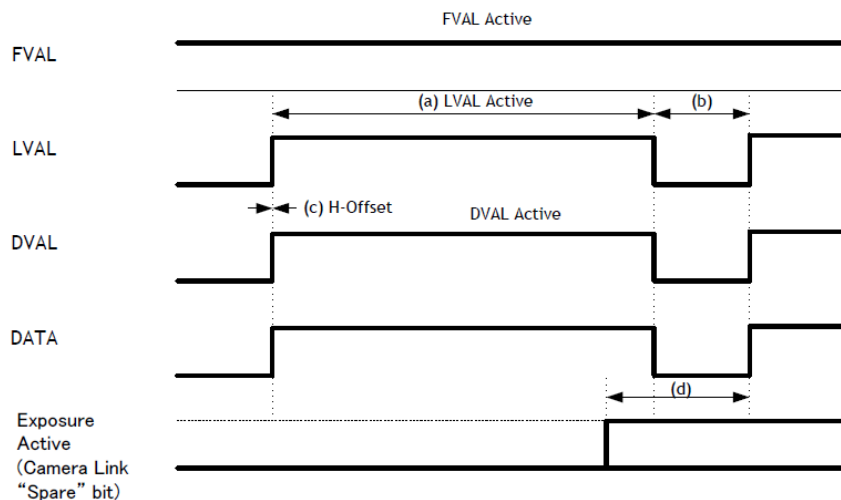 FVAL Active
FVAL
(a) LVAL Active
(b)
LVAL
(c) H-Offset
DVAL Active
DVAL
DATA
(d)
Exposure
Active
(Camera Link
“Spare” bit)